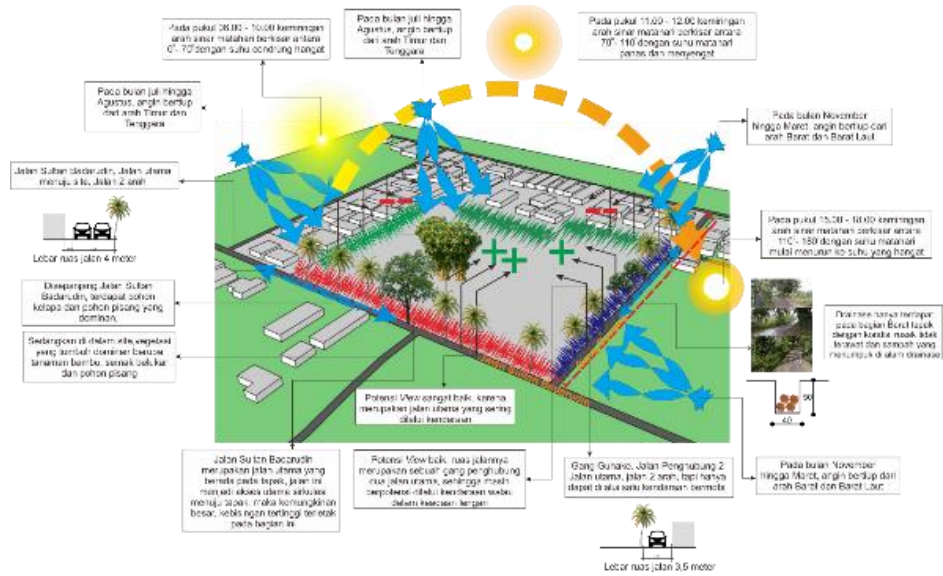 Pada pukul 06.00 - 10.00 kemiringan
arah sinar matahari berkisar antara
0°- 70°dengan suhu condrung hangat
Pada bulan juli hingga
Agustus, angin bertiup
dari arah Timur dan
Tenggara
Pada pukul 11.00 - 12.00 kemiringan
arah sinar matahari berkisar antara
70°- 110°dengan suhu matahari
panas dan menyengat
Pada bulan juli hingga
Agustus, angin bertiup
dari arah Timur dan
Tenggara
Pada bulan November
hingga Maret, angin bertiup dari
arah Barat dan Barat Laut
Jalan Sultan Badarudin, Jalan utama
menuju site, Jalan 2 arah
Lebar ruas jalan 4 meter
Pada pukul 15.00 - 18.00 kemiringan
arah sinar matahari berkisar antara
110°- 180°dengan suhu matahari
mulai menurun ke suhu yang hangat
Disepanjang Jalan Sultan
Badarudin, terdapat pohon
kelapa dan pohon pisang yang
dominan.
Sedangkan di dalam site,vegetasi
yang tumbuh dominan berupa
tanaman bambu, semak belukar
dan pohon pisang
Drainase hanya terdapat
pada bagian Barat tapak
dengan kondisi rusak tidak
terawat dan sampah yang
menumpuk di dalam drainase
50
40
Potensi View sangat baik, karena
merupakan jalan utama yang sering
dilalui kendaraan
Jalan Sultan Badarudin
merupakan jalan utama yang
berada pada tapak, jalan ini
menjadi akses utama sirkulasi
menuju tapak, maka kemungkinan
besar, kebisingan tertinggi terletak
pada bagian ini
Potensi View baik, ruas jalannya
merupakan sebuah gang penghubung
dua jalan utama, sehingga masih
berpotensi dilalui kendaraan walau
dalam keadaan lengan
Gang Gunako, Jalan Penghubung 2
Jalan utama, jalan 2 arah, tapi hanya
dapat di alui satu kendaraan bermoto
Pada bulan November
hingga Maret, angin bertiup dari
arah Barat dan Barat Laut
Lebar ruas jalan 3,5 meter